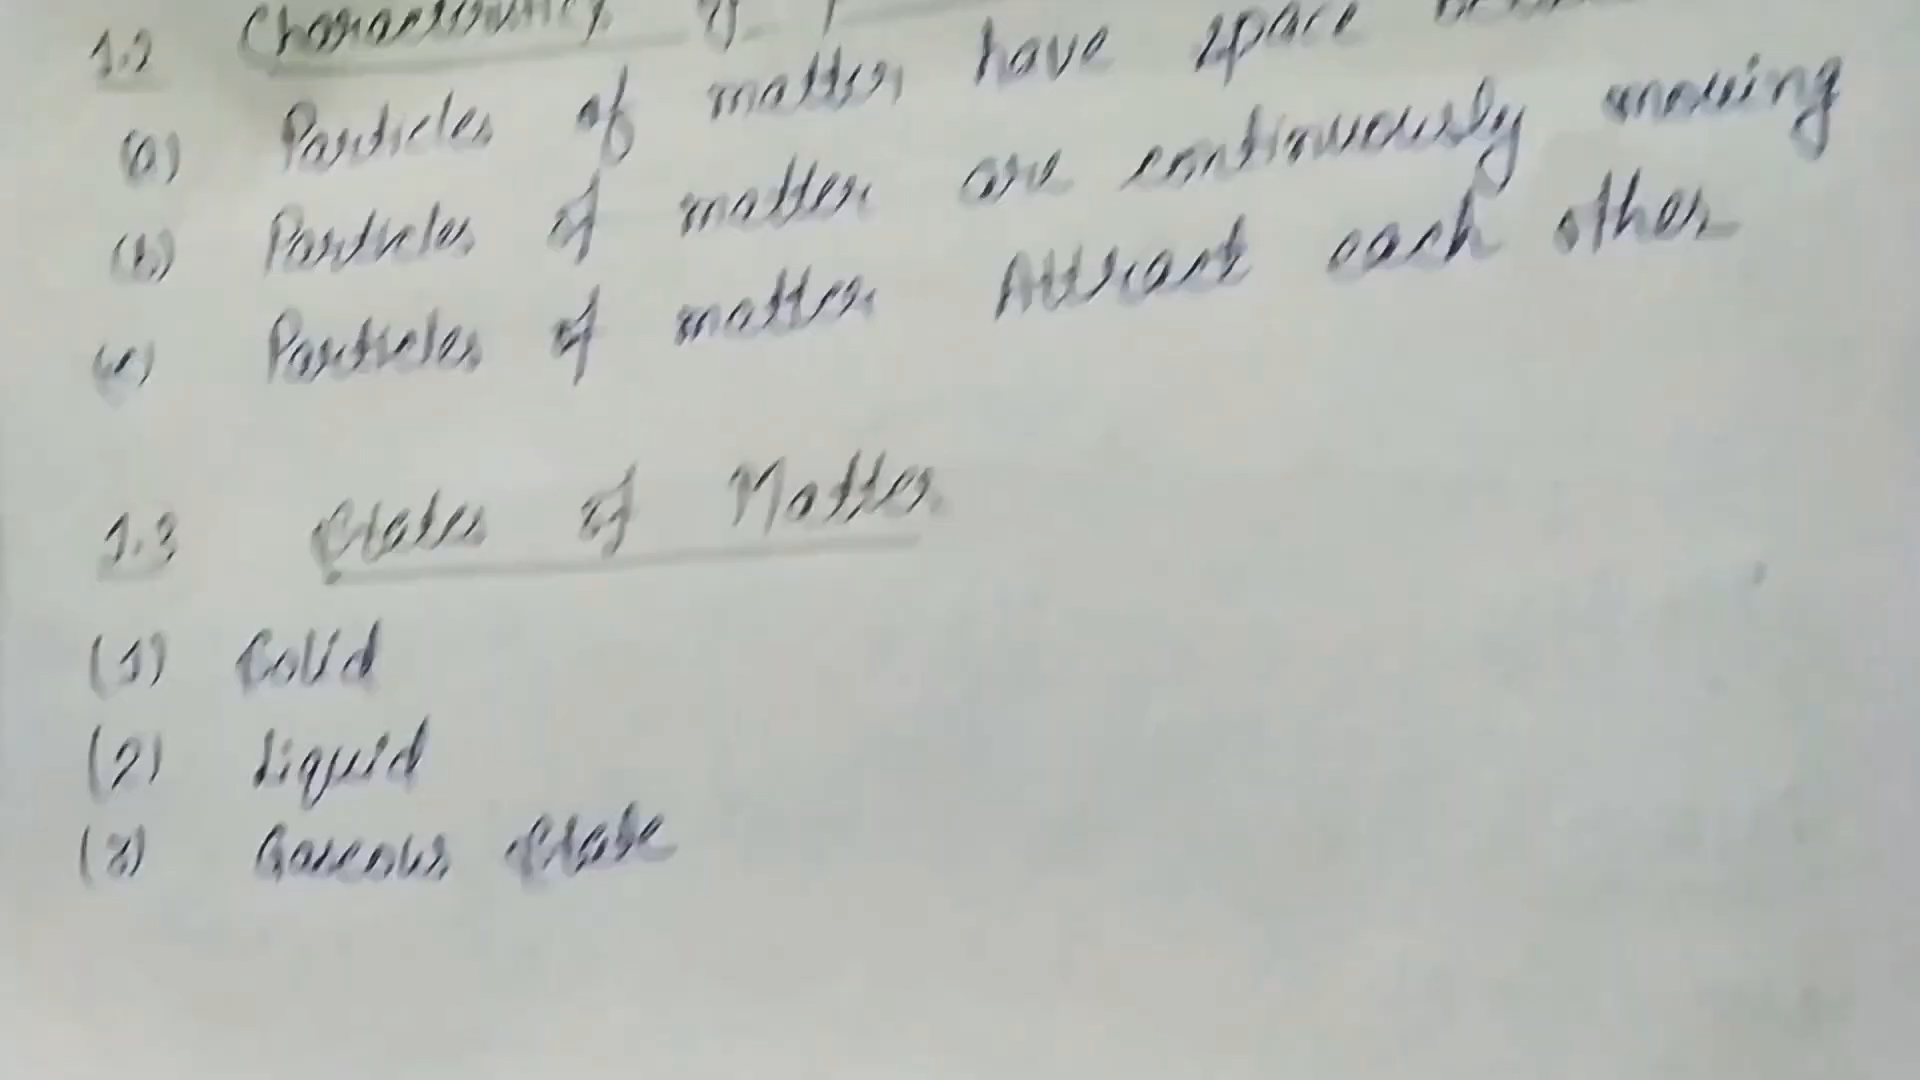 1.2 Characteristics of
(a) Particles of matter have space
(b) Particles of matter are continuously moving
(c) Particles of matter Attract each other
1.3 States of Matter
(1) Solid
(2) Liquid
(3) Gaseous State